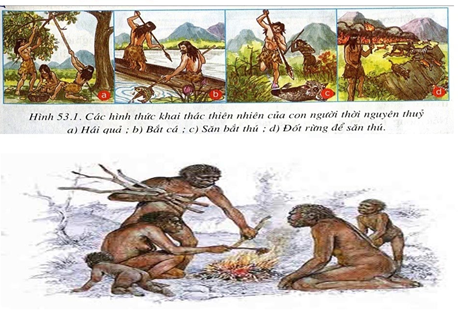 a
b
c
d
Hình 53.1. Các hình thức khai thác thiên nhiên của con người thời nguyên thuỷ
a) Hái quả ; b) Bắt cá ; c) Săn bắt thú ; d) Đốt rừng để săn thú.